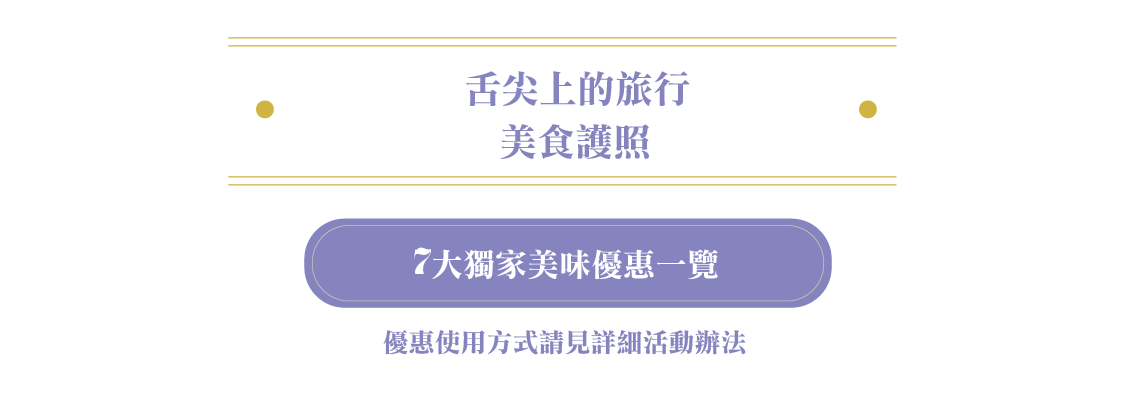 舌尖上的旅行
美食護照
7大獨家美味優惠一覽
優惠使用方式請見詳細活動辦法